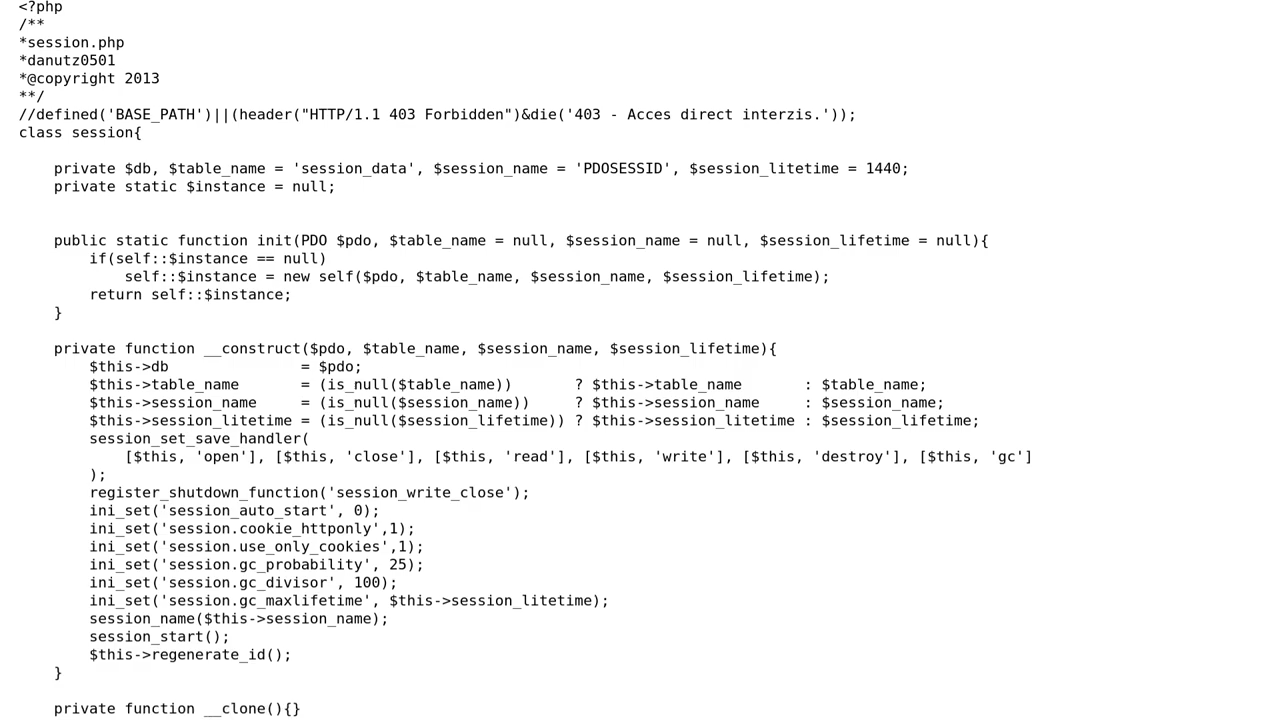 <?php
/**
*session.php
*danutz0501
*@copyright 2013
**/
//defined('BASE_PATH')||(header("HTTP/1.1 403 Forbidden")&die('403 - Acces direct interzis.'));
class session{
    private $db, $table_name = 'session_data', $session_name = 'PDOSESSID', $session_litetime = 1440;
    private static $instance = null;
    public static function init(PDO $pdo, $table_name = null, $session_name = null, $session_lifetime = null){
        if(self::$instance == null)
            self::$instance = new self($pdo, $table_name, $session_name, $session_lifetime);
        return self::$instance;
    }
    private function __construct($pdo, $table_name, $session_name, $session_lifetime){
        $this->db               = $pdo;
        $this->table_name       = (is_null($table_name))       ? $this->table_name       : $table_name;
        $this->session_name     = (is_null($session_name))     ? $this->session_name     : $session_name;
        $this->session_litetime = (is_null($session_lifetime)) ? $this->session_litetime : $session_lifetime;
        session_set_save_handler(
            [$this, 'open'], [$this, 'close'], [$this, 'read'], [$this, 'write'], [$this, 'destroy'], [$this, 'gc']
        );
        register_shutdown_function('session_write_close');
        ini_set('session_auto_start', 0);
        ini_set('session.cookie_httponly',1);
        ini_set('session.use_only_cookies',1);
        ini_set('session.gc_probability', 25);
        ini_set('session.gc_divisor', 100);
        ini_set('session.gc_maxlifetime', $this->session_litetime);
        session_name($this->session_name);
        session_start();
        $this->regenerate_id();
    }
    private function __clone(){}